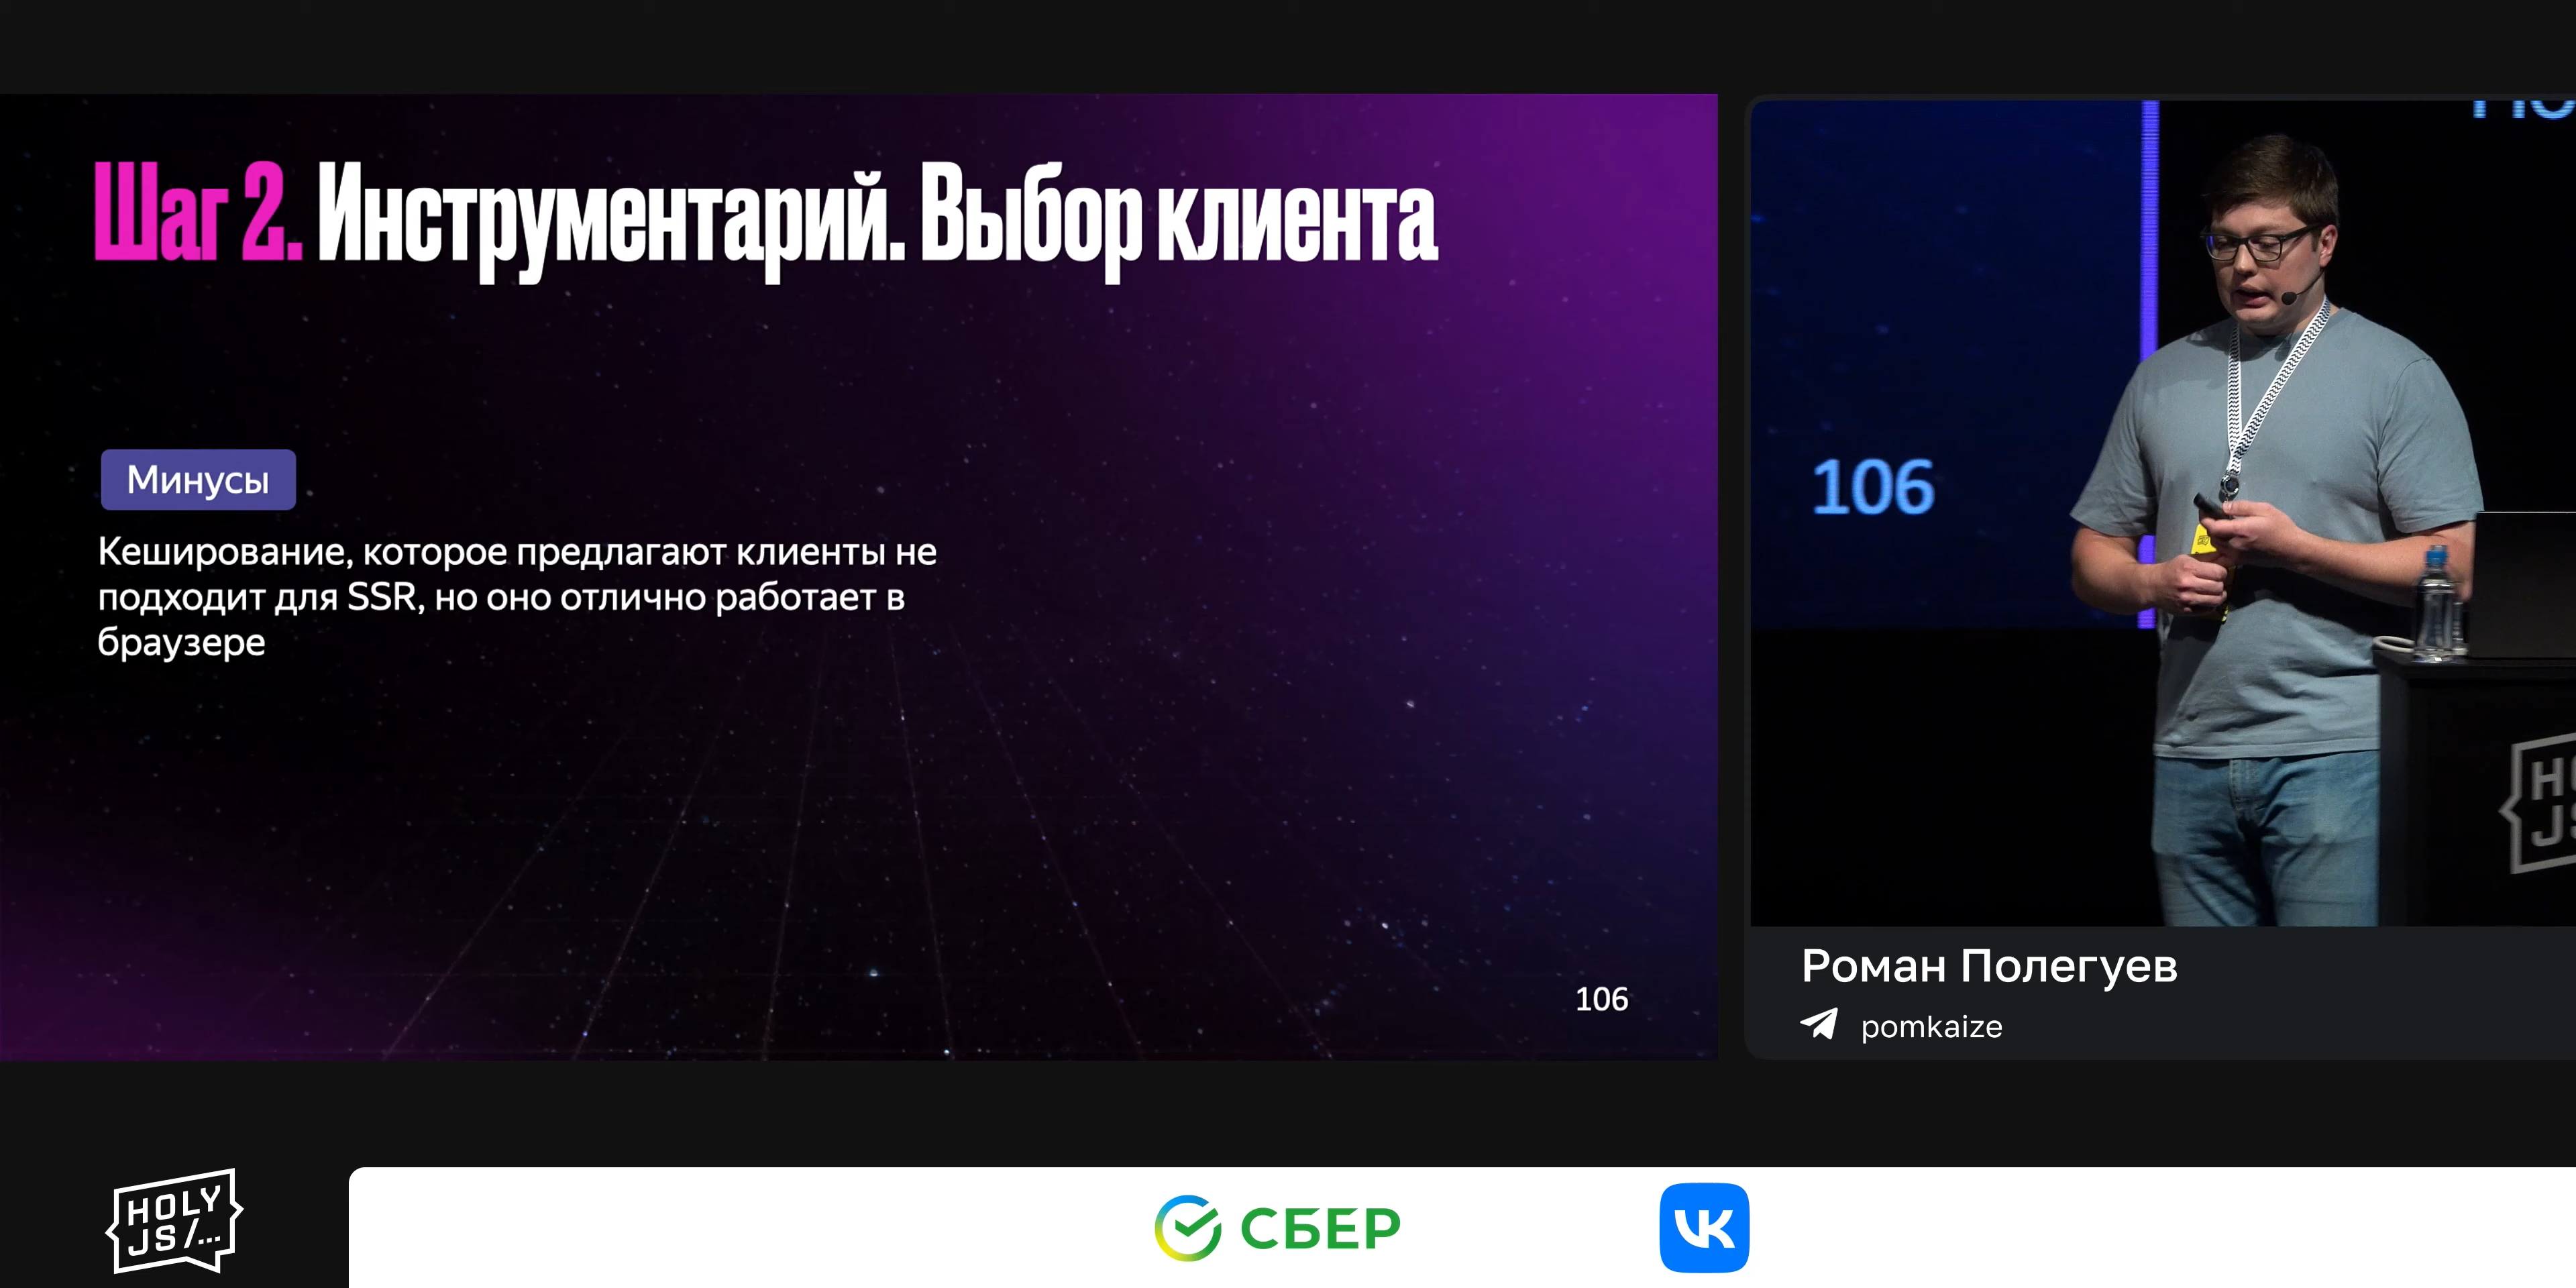 Шаг 2. Инструментарий. Выбор клиента
Минусы
Кеширование, которое предлагают клиенты не
подходит для SSR, но оно отлично работает в
браузере
106
106
Роман Полегуев
pomkaize
HOLY
JS/...
СБЕР
VK